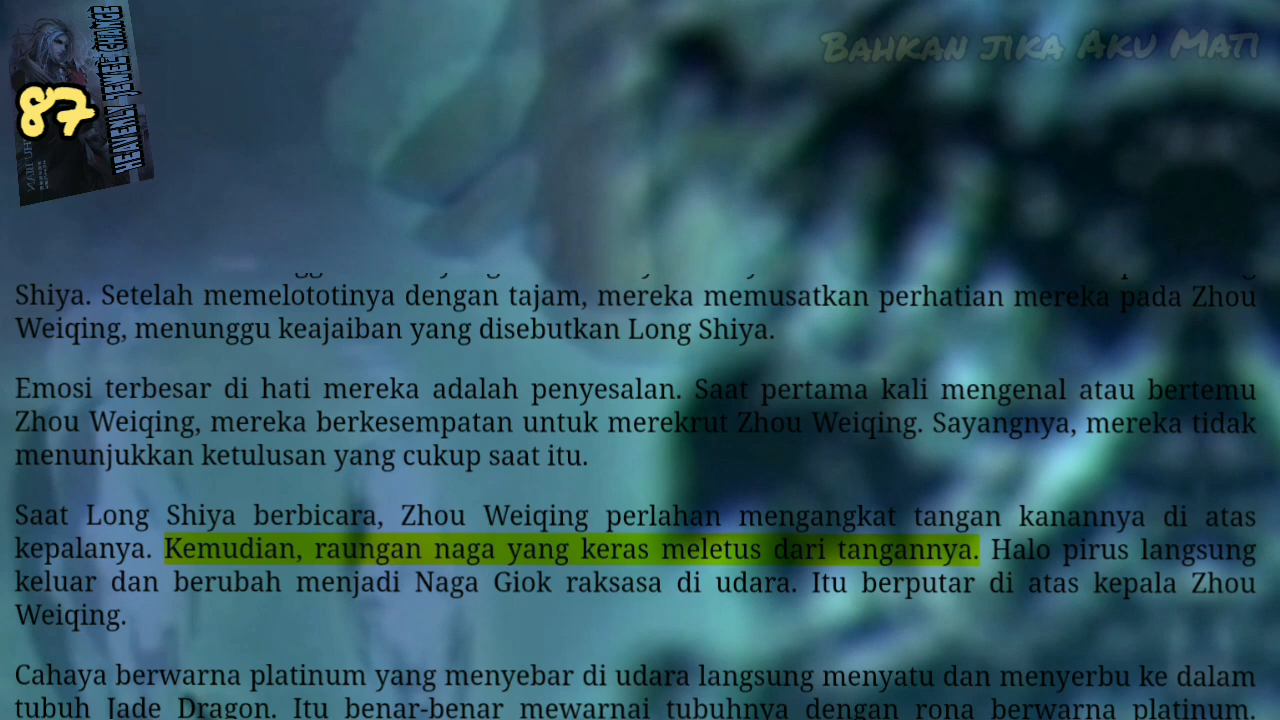 87
HEAVENLY JEWEL CHANGE
Bahkan jika Aku Mati
Shiya. Setelah memelototinya dengan tajam, mereka memusatkan perhatian mereka pada Zhou
Weiqing, menunggu keajaiban yang disebutkan Long Shiya.
Emosi terbesar di hati mereka adalah penyesalan. Saat pertama kali mengenal atau bertemu
Zhou Weiqing, mereka berkesempatan untuk merekrut Zhou Weiqing. Sayangnya, mereka tidak
menunjukkan ketulusan yang cukup saat itu.
Saat Long Shiya berbicara, Zhou Weiqing perlahan mengangkat tangan kanannya di atas
kepalanya. Kemudian, raungan naga yang keras meletus dari tangannya. Halo pirus langsung
keluar dan berubah menjadi Naga Giok raksasa di udara. Itu berputar di atas kepala Zhou
Weiqing.
Cahaya berwarna platinum yang menyebar di udara langsung menyatu dan menyerbu ke dalam
tubuh Jade Dragon. Itu benar-benar mewarnai tubuhnya dengan rona berwarna platinum.